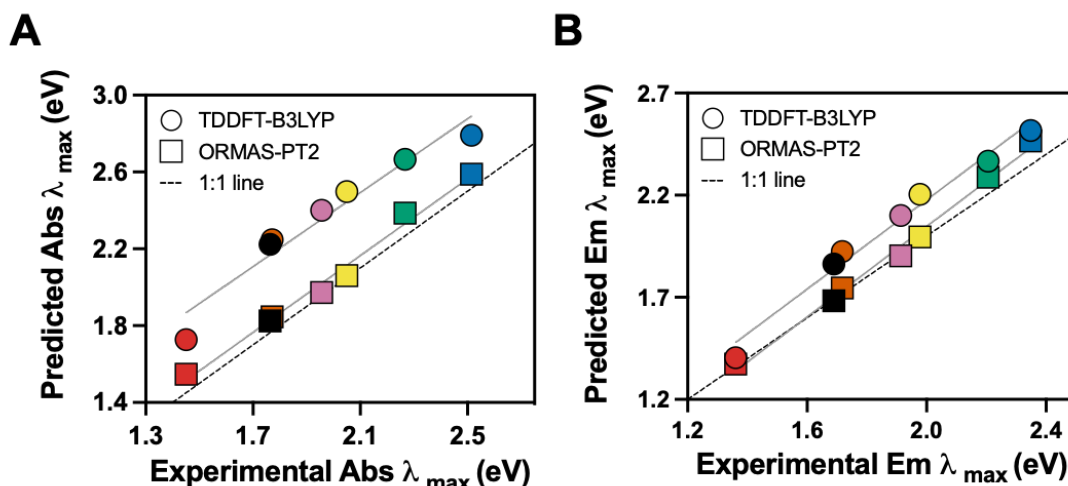 A
Predicted Abs λ max (eV)
3.0
2.6
2.2
1.8
1.4
TDDFT-B3LYP
ORMAS-PT2
1:1 line
1.3
1.7
2.1
2.5
Experimental Abs λ max (eV)
B
Predicted Em λ max (eV)
2.7
2.2
1.7
1.2
TDDFT-B3LYP
ORMAS-PT2
1:1 line
1.2
1.6
2.0
2.4
Experimental Em λ max (eV)